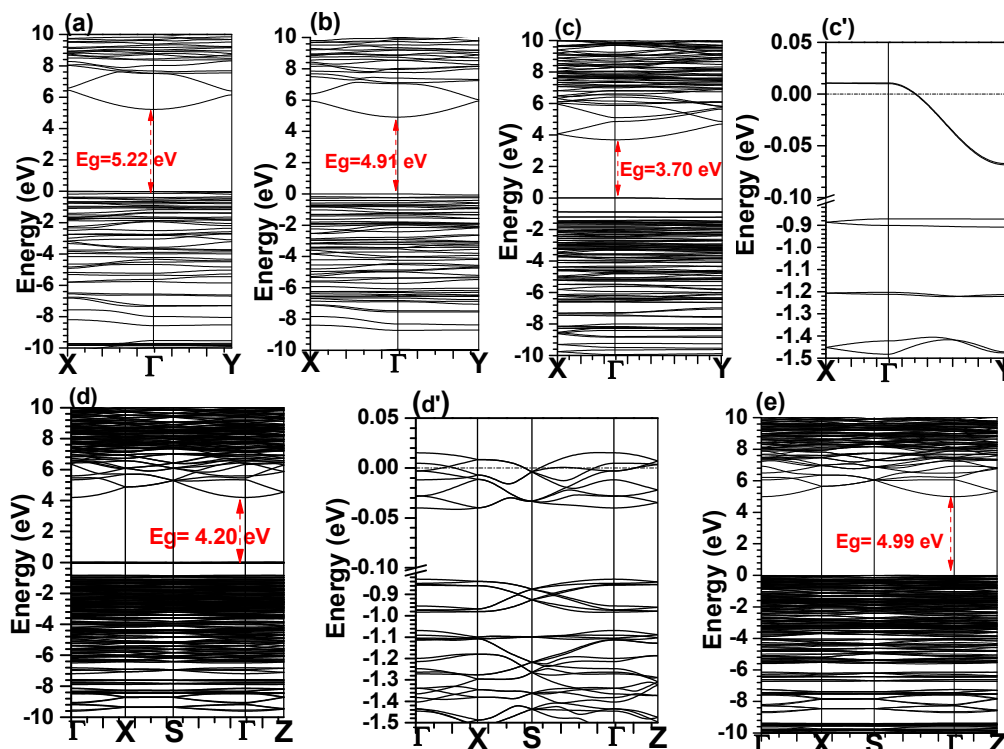 (a)
Energy (eV)
10
8
6
4
2
0
-2
-4
-6
-8
-10
Eg=5.22 eV
X Γ Y
(b)
Energy (eV)
10
8
6
4
2
0
-2
-4
-6
-8
-10
Eg=4.91 eV
X Γ Y
(c)
Energy (eV)
10
8
6
4
2
0
-2
-4
-6
-8
-10
Eg=3.70 eV
X Γ Y
(c')
Energy (eV)
0.05
0.00
-0.05
-0.10
-0.9
-1.0
-1.1
-1.2
-1.3
-1.4
-1.5
X Γ Y
(d)
Energy (eV)
10
8
6
4
2
0
-2
-4
-6
-8
-10
Eg= 4.20 eV
Γ X S Γ Z
(d')
Energy (eV)
0.05
0.00
-0.05
-0.10
-0.9
-1.0
-1.1
-1.2
-1.3
-1.4
-1.5
Γ X S Γ Z
(e)
Energy (eV)
10
8
6
4
2
0
-2
-4
-6
-8
-10
Eg= 4.99 eV
Γ X S Γ Z